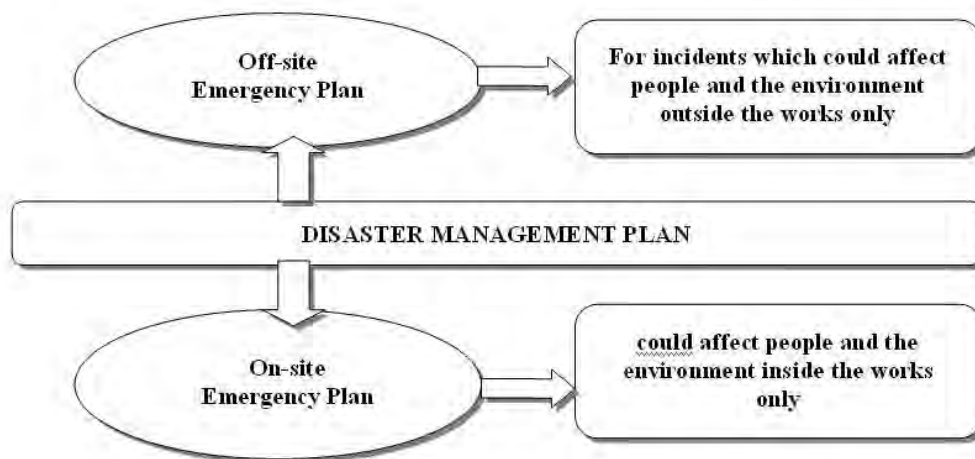 Off-site
Emergency Plan
For incidents which could affect
people and the environment
outside the works only
DISASTER MANAGEMENT PLAN
On-site
Emergency Plan
could affect people and the
environment inside the works
only